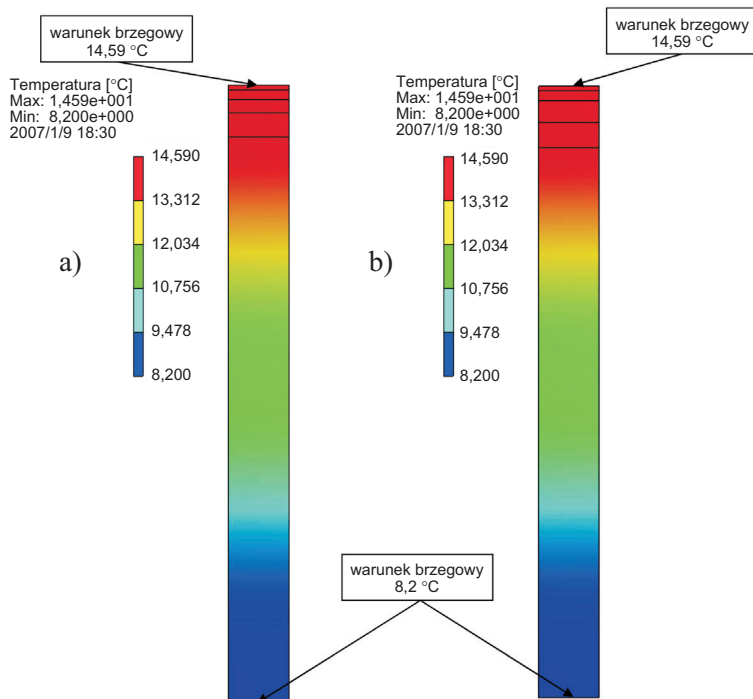 warunek brzegowy
14,59 °C
Temperatura [°C]
Max: 1,459e+001
Min: 8,200e+000
2007/1/9 18:30
14,590
13,312
12,034
10,756
9,478
8,200
a)
warunek brzegowy
14,59 °C
Temperatura [°C]
Max: 1,459e+001
Min: 8,200e+000
2007/1/9 18:30
14,590
13,312
12,034
10,756
9,478
8,200
b)
warunek brzegowy
8,2 °C